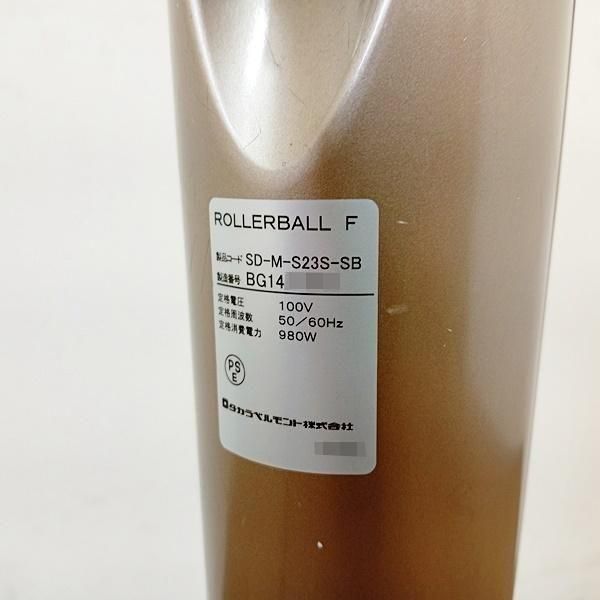 ROLLERBALL F
製品コード SD-M-S23S-SB
製造番号 BG14
定格電圧 100V
定格周波数 50/60Hz
定格消費電力 980W
PS
E
タカラベルモント株式会社